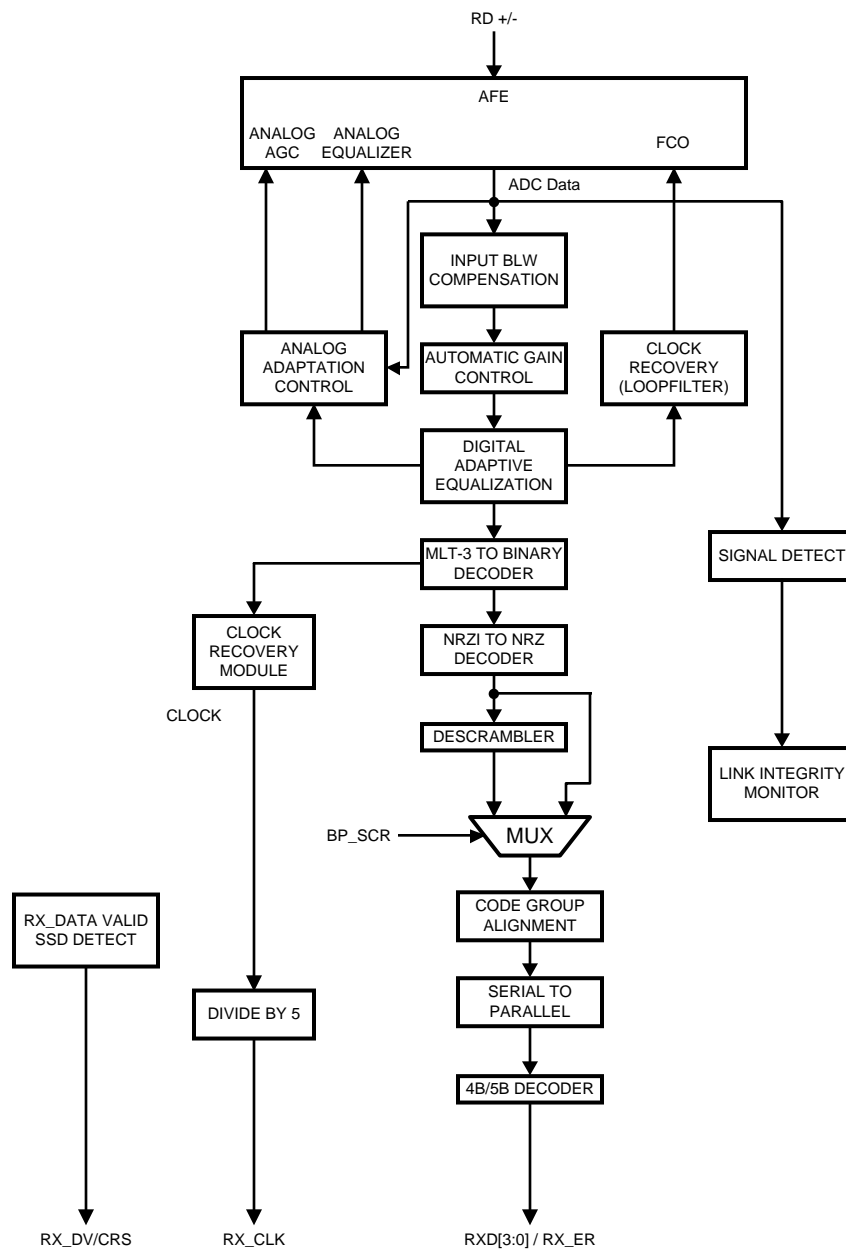 RD +/-
AFE
ANALOG
AGC
ANALOG
EQUALIZER
FCO
ADC Data
INPUT BLW
COMPENSATION
ANALOG
ADAPTATION
CONTROL
AUTOMATIC GAIN
CONTROL
CLOCK
RECOVERY
(LOOPFILTER)
DIGITAL
ADAPTIVE
EQUALIZATION
MLT-3 TO BINARY
DECODER
SIGNAL DETECT
CLOCK
RECOVERY
MODULE
NRZI TO NRZ
DECODER
CLOCK
DESCRAMBLER
LINK INTEGRITY
MONITOR
BP_SCR
MUX
RX_DATA VALID
SSD DETECT
CODE GROUP
ALIGNMENT
DIVIDE BY 5
SERIAL TO
PARALLEL
4B/5B DECODER
RX_DV/CRS
RX_CLK
RXD[3:0] / RX_ER